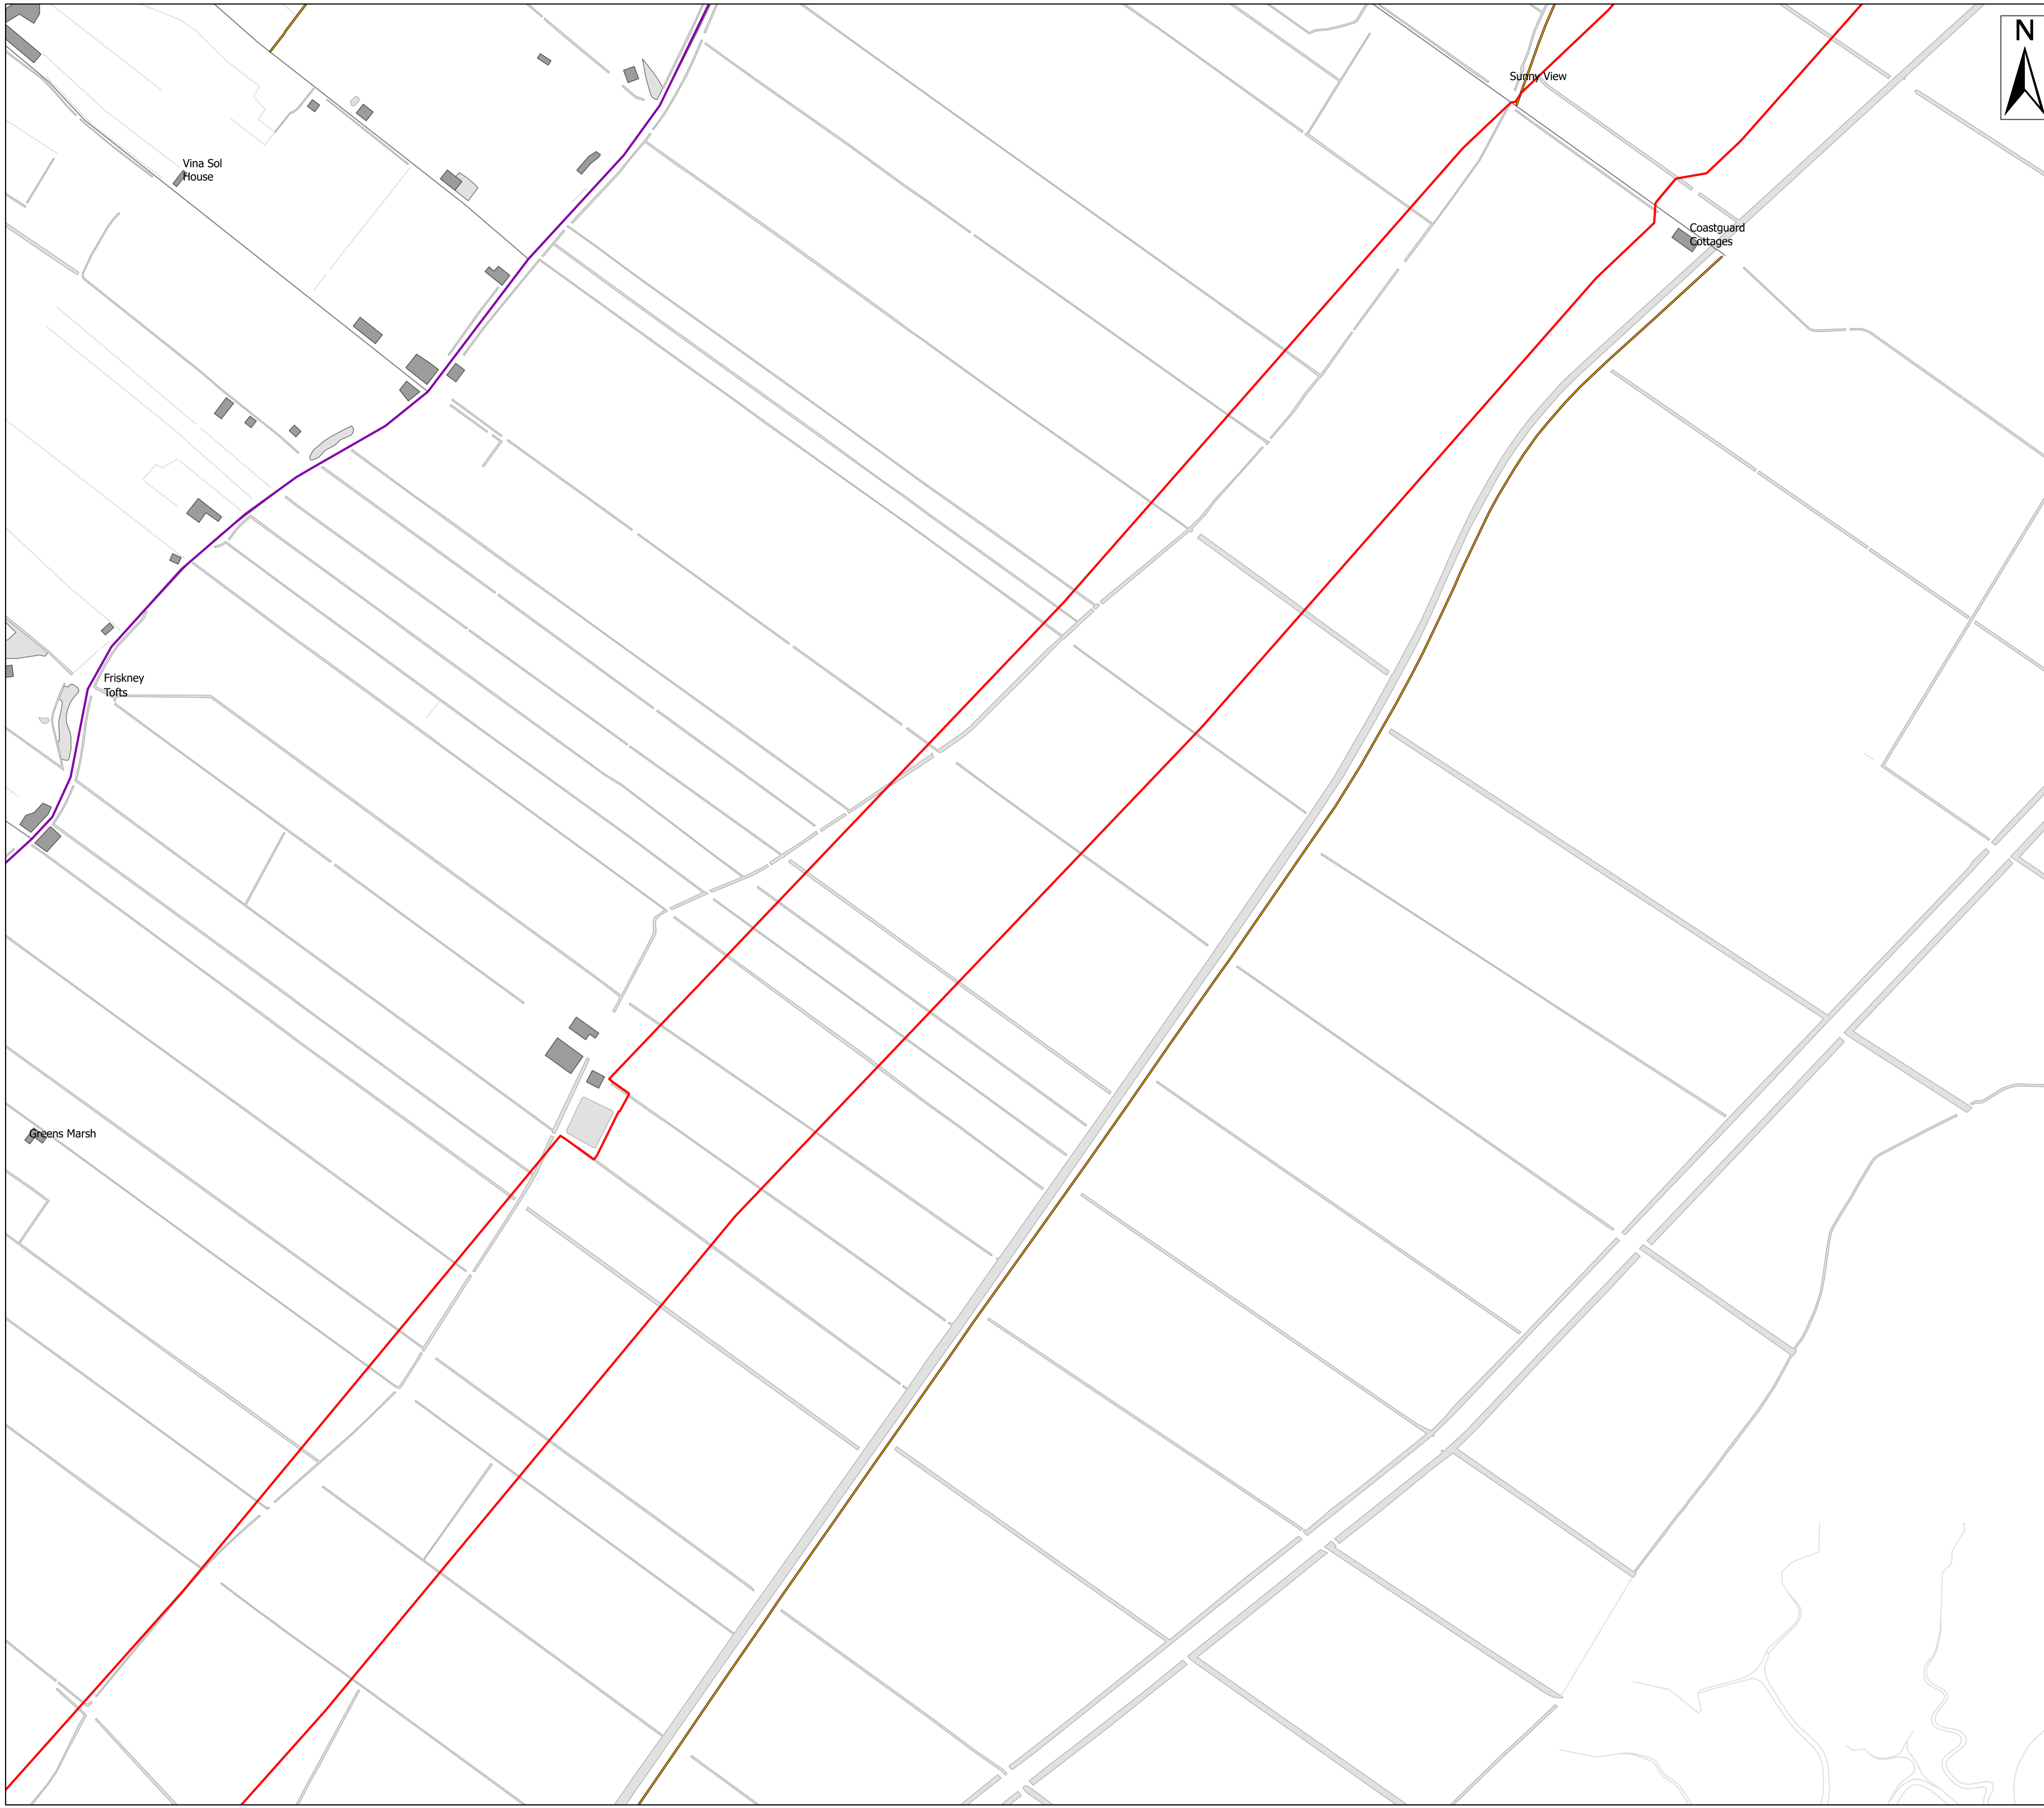 N
Sunny View
Vina Sol
House
Coastguard
Cottages
Friskney
Tofts
Greens Marsh